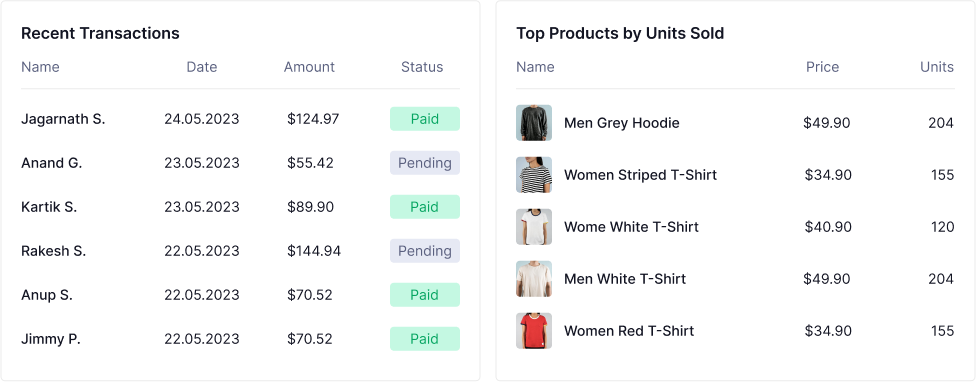 Recent Transactions
Name Date Amount Status
Jagarnath S. 24.05.2023 $124.97 Paid
Anand G. 23.05.2023 $55.42 Pending
Kartik S. 23.05.2023 $89.90 Paid
Rakesh S. 22.05.2023 $144.94 Pending
Anup S. 22.05.2023 $70.52 Paid
Jimmy P. 22.05.2023 $70.52 Paid
Top Products by Units Sold
Name Price Units
Men Grey Hoodie $49.90 204
Women Striped T-Shirt $34.90 155
Wome White T-Shirt $40.90 120
Men White T-Shirt $49.90 204
Women Red T-Shirt $34.90 155